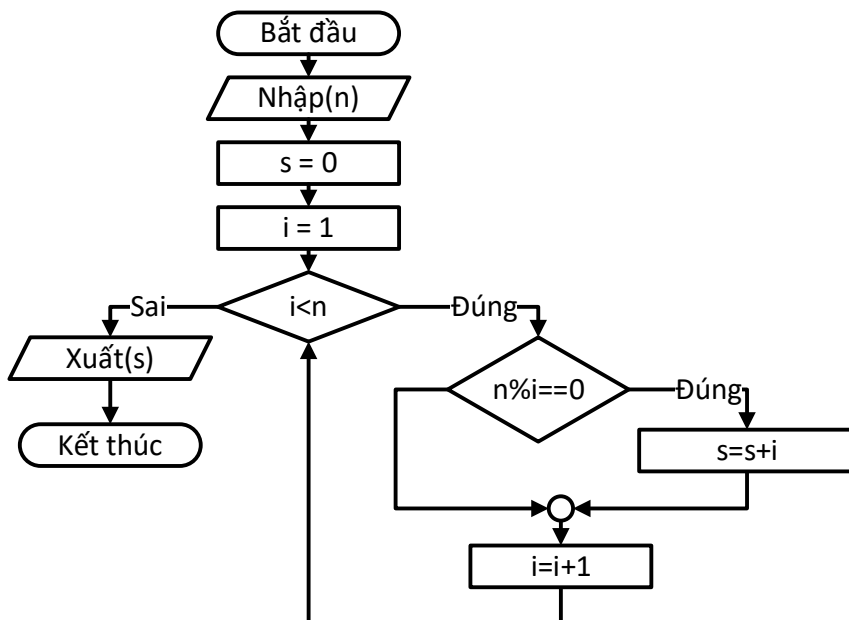 Bắt đầu
Nhập(n)
s = 0
i = 1
i<n
Sai
Đúng
Xuất(s)
n%i==0
Đúng
Kết thúc
s=s+i
i=i+1